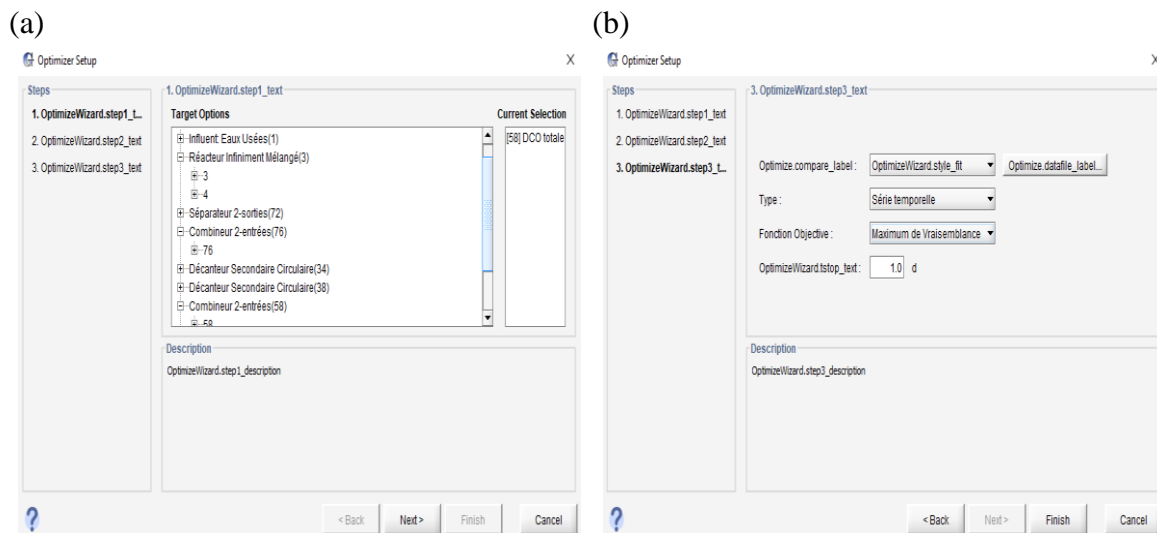 (a)
Optimizer Setup X
Steps
1. OptimizeWizard.step1_t...
2. OptimizeWizard.step2_text
3. OptimizeWizard.step3_text
1. OptimizeWizard.step1_text
Target Options
Influent: Eaux Usées(1)
Réacteur Infiniment Mélangé(3)
3
4
Séparateur 2-sorties(72)
Combineur 2-entrées(76)
76
Décanteur Secondaire Circulaire(34)
Décanteur Secondaire Circulaire(38)
Combineur 2-entrées(58)
58
Current Selection
[58] DCO totale
Description
OptimizeWizard.step1_description
? < Back Next > Finish Cancel
(b)
Optimizer Setup X
Steps
1. OptimizeWizard.step1_text
2. OptimizeWizard.step2_text
3. OptimizeWizard.step3_t...
3. OptimizeWizard.step3_text
Optimize.compare_label : OptimizeWizard.style_fit Optimize.datafile_label...
Type : Série temporelle
Fonction Objective : Maximum de Vraisemblance
OptimizeWizard.tstop_text : 1.0 d
Description
OptimizeWizard.step3_description
? < Back Next > Finish Cancel